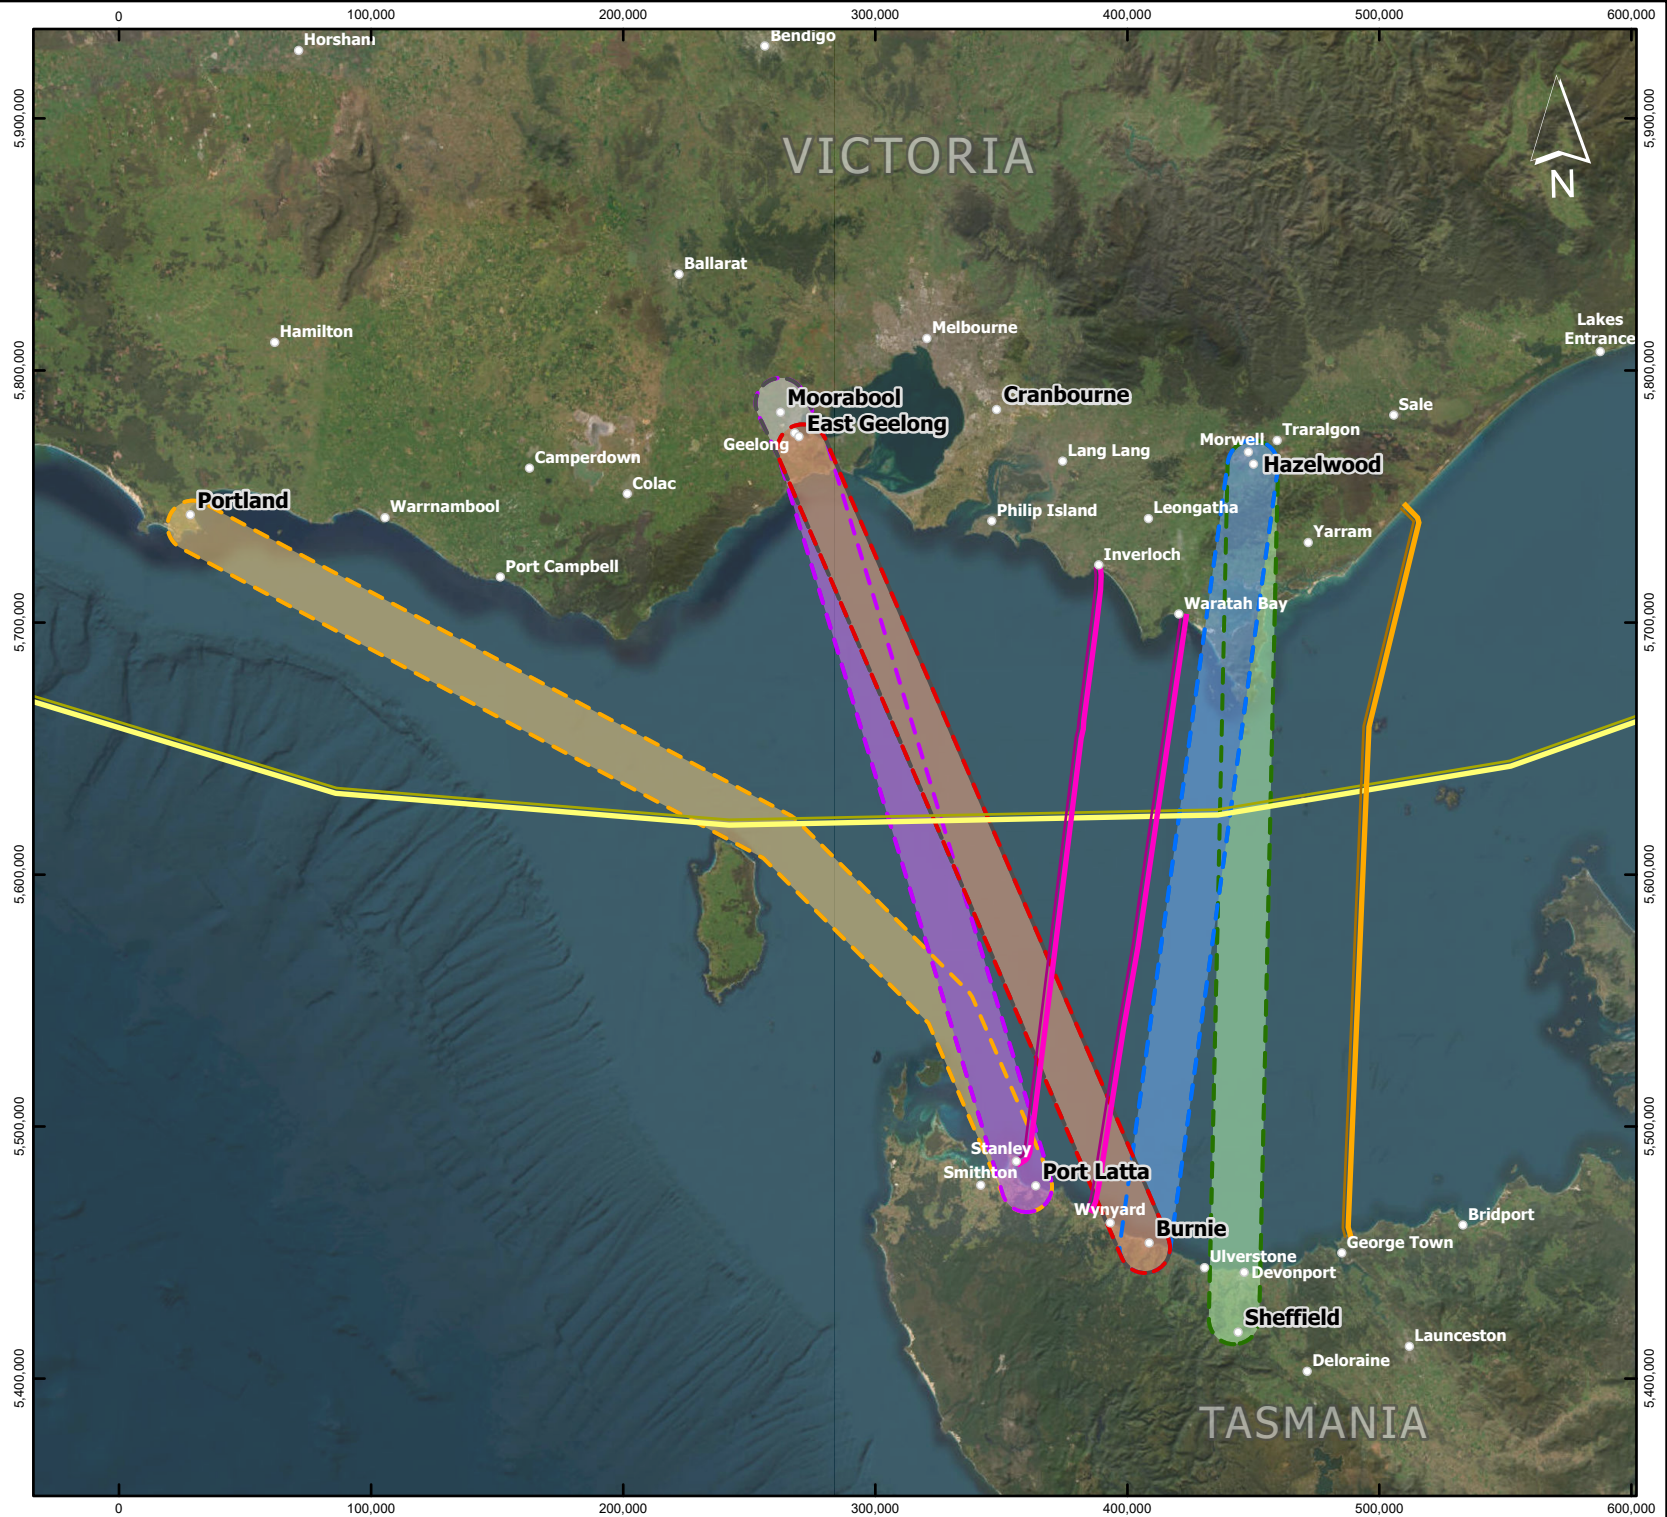 0
100,000
200,000
300,000
400,000
500,000
600,000
Horsham
Bendigo
5,900,000
5,900,000
VICTORIA
N
Ballarat
Lakes
Entrance
Melbourne
Hamilton
5,800,000
5,800,000
Moorabool
Cranbourne
Sale
East Geelong
Traralgon
Morwell
Geelong
Lang Lang
Camperdown
Hazelwood
Colac
Portland
Warrnambool
Philip Island
Leongatha
Yarram
Inverloch
Port Campbell
Waratah Bay
5,700,000
5,700,000
5,600,000
5,600,000
5,500,000
5,500,000
Stanley
Smithton
Port Latta
Wynyard
Bridport
Burnie
George Town
Ulverstone
Devonport
Sheffield
Launceston
Deloraine
5,400,000
5,400,000
TASMANIA
0
100,000
200,000
300,000
400,000
500,000
600,000